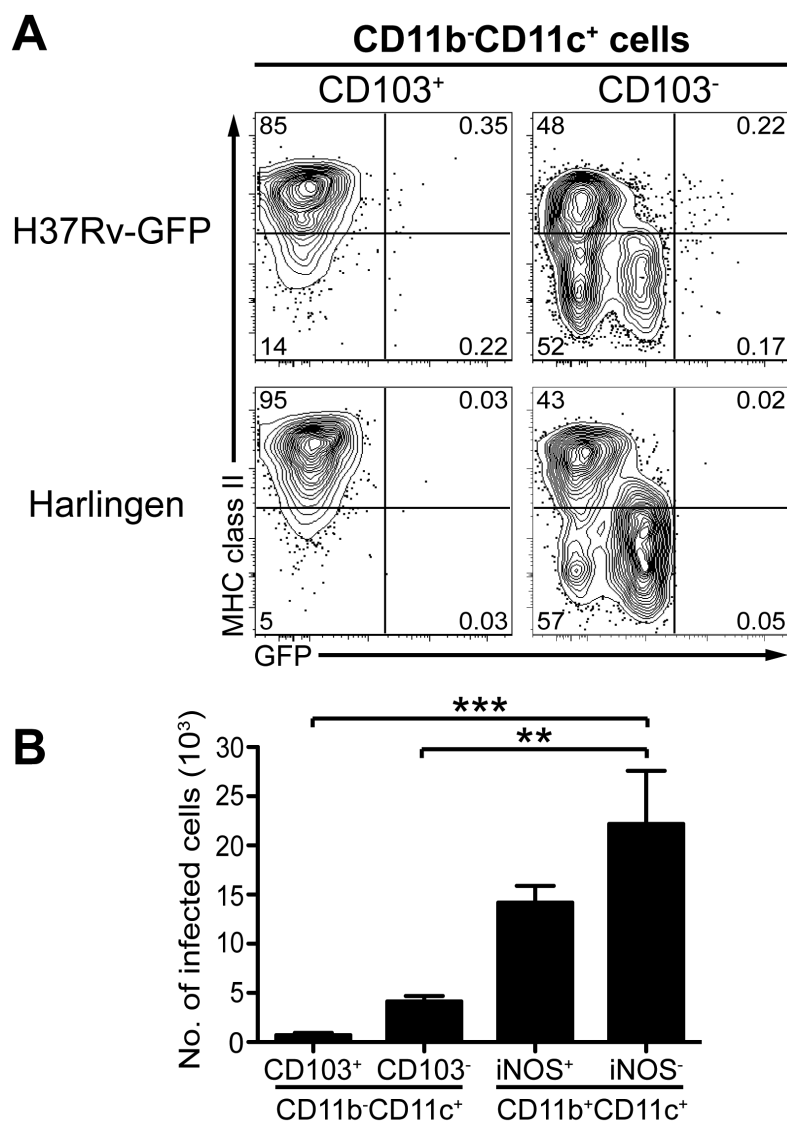 A
CD11b⁻CD11c⁺ cells
CD103⁺ CD103⁻
85 0.35 48 0.22
H37Rv-GFP
14 0.22 52 0.17
95 0.03 43 0.02
Harlingen
MHC class II
5 0.03 57 0.05
GFP
B
***
**
No. of infected cells (10³)
30
25
20
15
10
5
0
CD103⁺ CD103⁻ iNOS⁺ iNOS⁻
CD11b⁻CD11c⁺ CD11b⁺CD11c⁺